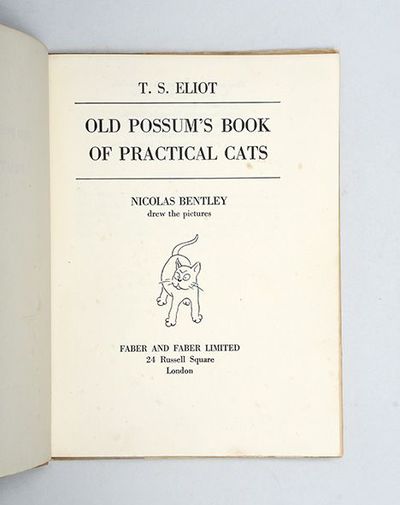 T. S. ELIOT
OLD POSSUM'S BOOK
OF PRACTICAL CATS
NICOLAS BENTLEY
drew the pictures
FABER AND FABER LIMITED
24 Russell Square
London